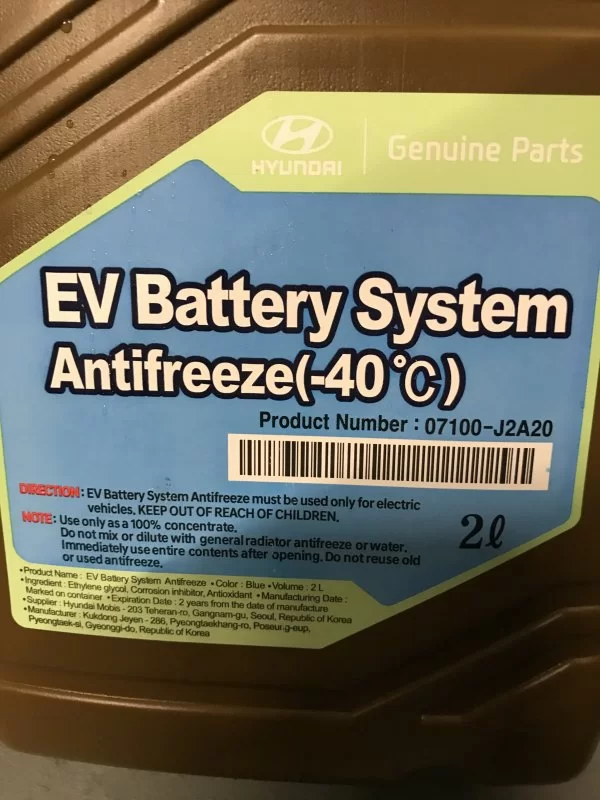 HYUNDAI
Genuine Parts
EV Battery System
Antifreeze(-40℃)
Product Number : 07100-J2A20
DIRECTION: EV Battery System Antifreeze must be used only for electric
vehicles. KEEP OUT OF REACH OF CHILDREN.
NOTE: Use only as a 100% concentrate.
Do not mix or dilute with general radiator antifreeze or water.
Immediately use entire contents after opening. Do not reuse old
or used antifreeze.
2ℓ
•Product Name : EV Battery System Antifreeze •Color : Blue •Volume : 2 L
•Ingredient : Ethylene glycol, Corrosion inhibitor, Antioxidant •Manufacturing Date :
Marked on container •Expiration Date : 2 years from the date of manufacture
•Supplier : Hyundai Mobis - 203 Teheran-ro, Gangnam-gu, Seoul, Republic of Korea
•Manufacturer : Kukdong Jeyen - 286, Pyeongtaekhang-ro, Poseung-eup,
Pyeongtaek-si, Gyeonggi-do, Republic of Korea